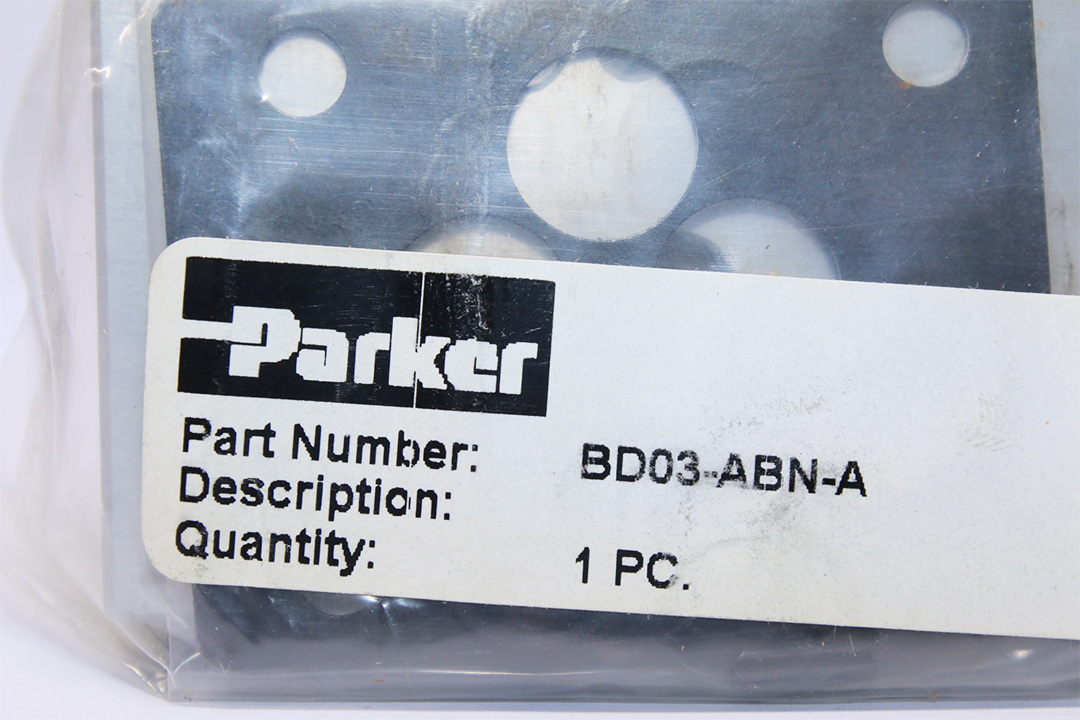 Parker
Part Number: BD03-ABN-A
Description:
Quantity: 1 PC.